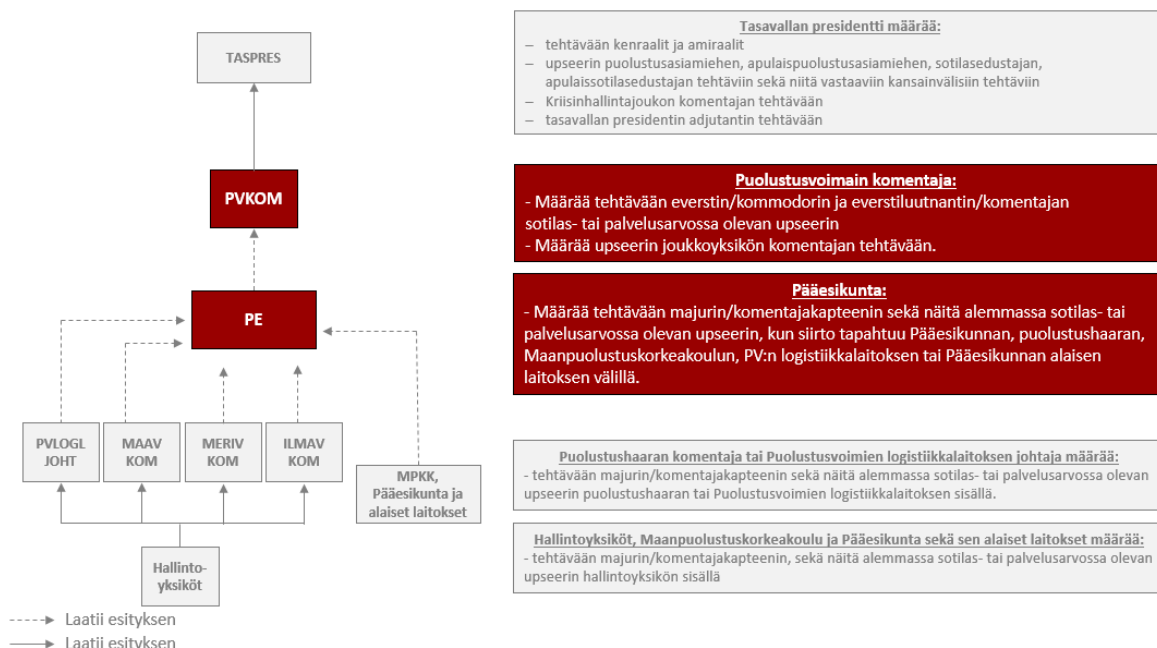 TASPRES
PVKOM
PE
PVLOGL
JOHT
MAAV
KOM
MERIV
KOM
ILMAV
KOM
MPKK,
Pääesikunta ja
alaiset laitokset
Hallinto-
yksiköt
Laatii esityksen
Laatii esityksen
Tasavallan presidentti määrää:
– tehtävään kenraalit ja amiraalit
– upseerin puolustusasiamiehen, apulaispuolustusasiamiehen, sotilasedustajan,
apulaissotilasedustajan tehtäviin sekä niitä vastaaviin kansainvälisiin tehtäviin
– Kriisinhallintajoukon komentajan tehtävään
– tasavallan presidentin adjutantin tehtävään
Puolustusvoimain komentaja:
- Määrää tehtävään everstin/kommodorin ja everstiluutnantin/komentajan
sotilas- tai palvelusarvossa olevan upseerin
- Määrää upseerin joukkoyksikön komentajan tehtävään.
Pääesikunta:
- Määrää tehtävään majurin/komentajakapteenin sekä näitä alemmassa sotilas- tai
palvelusarvossa olevan upseerin, kun siirto tapahtuu Pääesikunnan, puolustushaaran,
Maanpuolustuskorkeakoulun, PV:n logistiikkalaitoksen tai Pääesikunnan alaisen
laitoksen välillä.
Puolustushaaran komentaja tai Puolustusvoimien logistiikkalaitoksen johtaja määrää:
- tehtävään majurin/komentajakapteenin sekä näitä alemmassa sotilas- tai palvelusarvossa olevan
upseerin puolustushaaran tai Puolustusvoimien logistiikkalaitoksen sisällä.
Hallintoyksiköt, Maanpuolustuskorkeakoulu ja Pääesikunta sekä sen alaiset laitokset määrää:
- tehtävään majurin/komentajakapteenin, sekä näitä alemmassa sotilas- tai palvelusarvossa olevan
upseerin hallintoyksikön sisällä